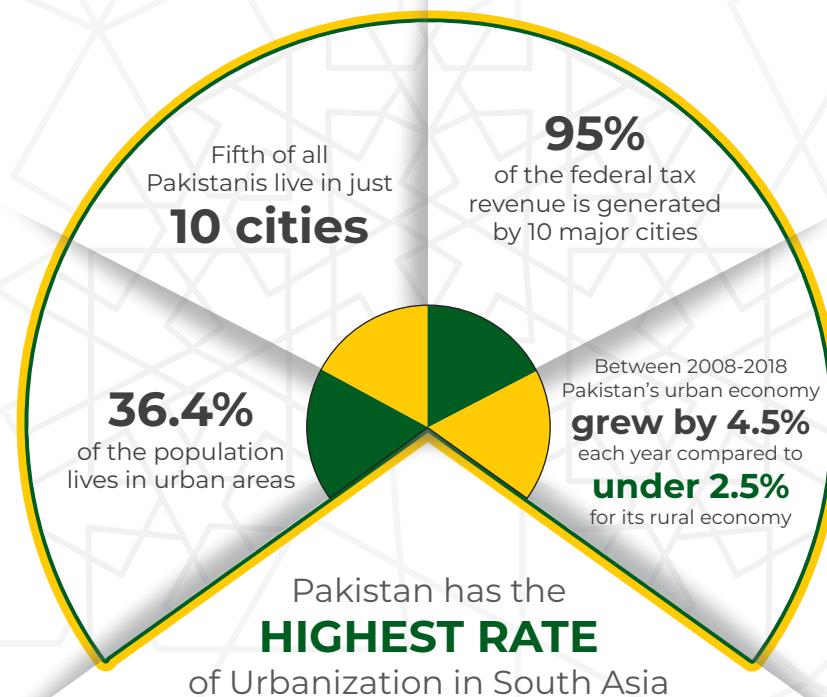 Fifth of all
Pakistanis live in just
10 cities
95%
of the federal tax
revenue is generated
by 10 major cities
36.4%
of the population
lives in urban areas
Between 2008-2018
Pakistan’s urban economy
grew by 4.5%
each year compared to
under 2.5%
for its rural economy
Pakistan has the
HIGHEST RATE
of Urbanization in South Asia